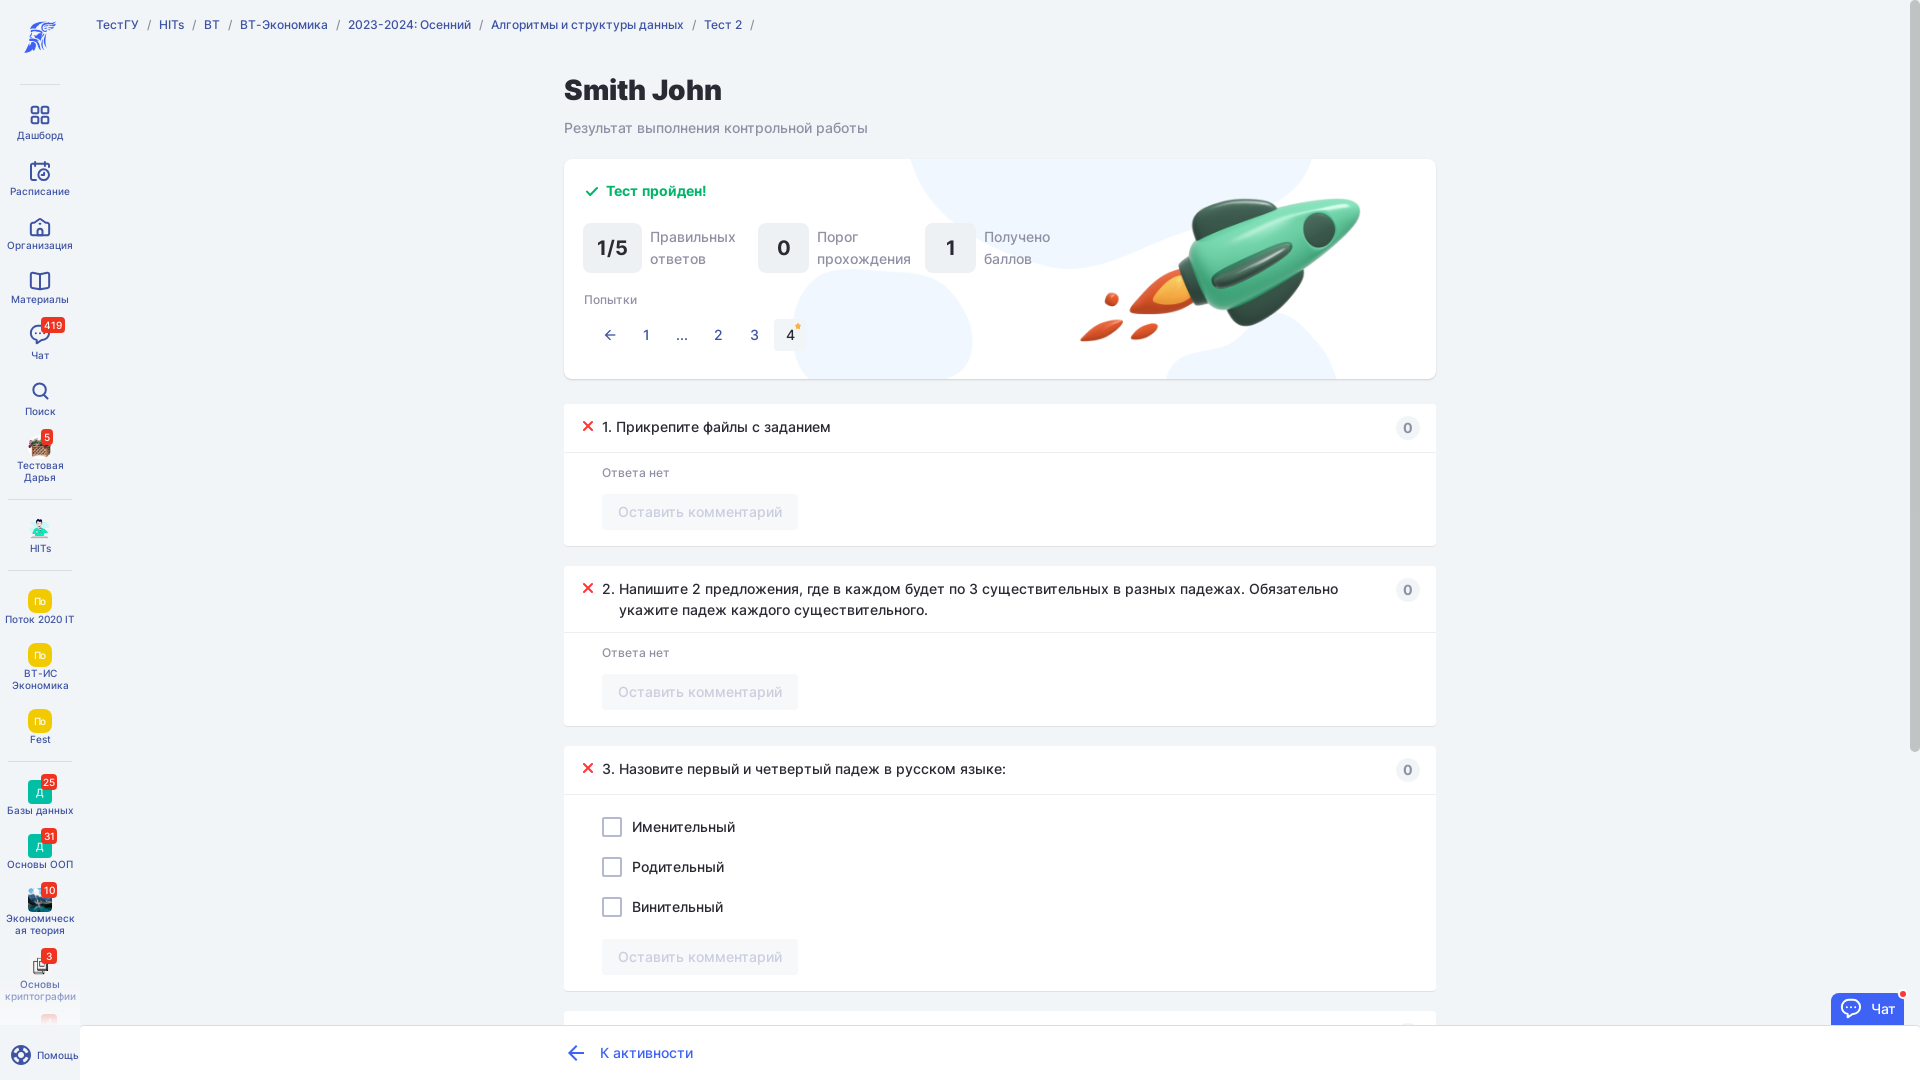 ТестГУ / HITs / ВТ / ВТ-Экономика / 2023-2024: Осенний / Алгоритмы и структуры данных / Тест 2 /
Дашборд
Расписание
Организация
Материалы
419
Чат
Поиск
5
Тестовая
Дарья
HITs
По
Поток 2020 IT
По
ВТ-ИС
Экономика
По
Fest
25
Д
Базы данных
31
Д
Основы ООП
10
Экономическ
ая теория
3
Основы
криптографии
Помощь
Smith John
Результат выполнения контрольной работы
Тест пройден!
1/5 Правильных ответов
0 Порог прохождения
1 Получено баллов
Попытки
1 ... 2 3 4
1. Прикрепите файлы с заданием 0
Ответа нет
Оставить комментарий
2. Напишите 2 предложения, где в каждом будет по 3 существительных в разных падежах. Обязательно 0
укажите падеж каждого существительного.
Ответа нет
Оставить комментарий
3. Назовите первый и четвертый падеж в русском языке: 0
Именительный
Родительный
Винительный
Оставить комментарий
К активности
Чат